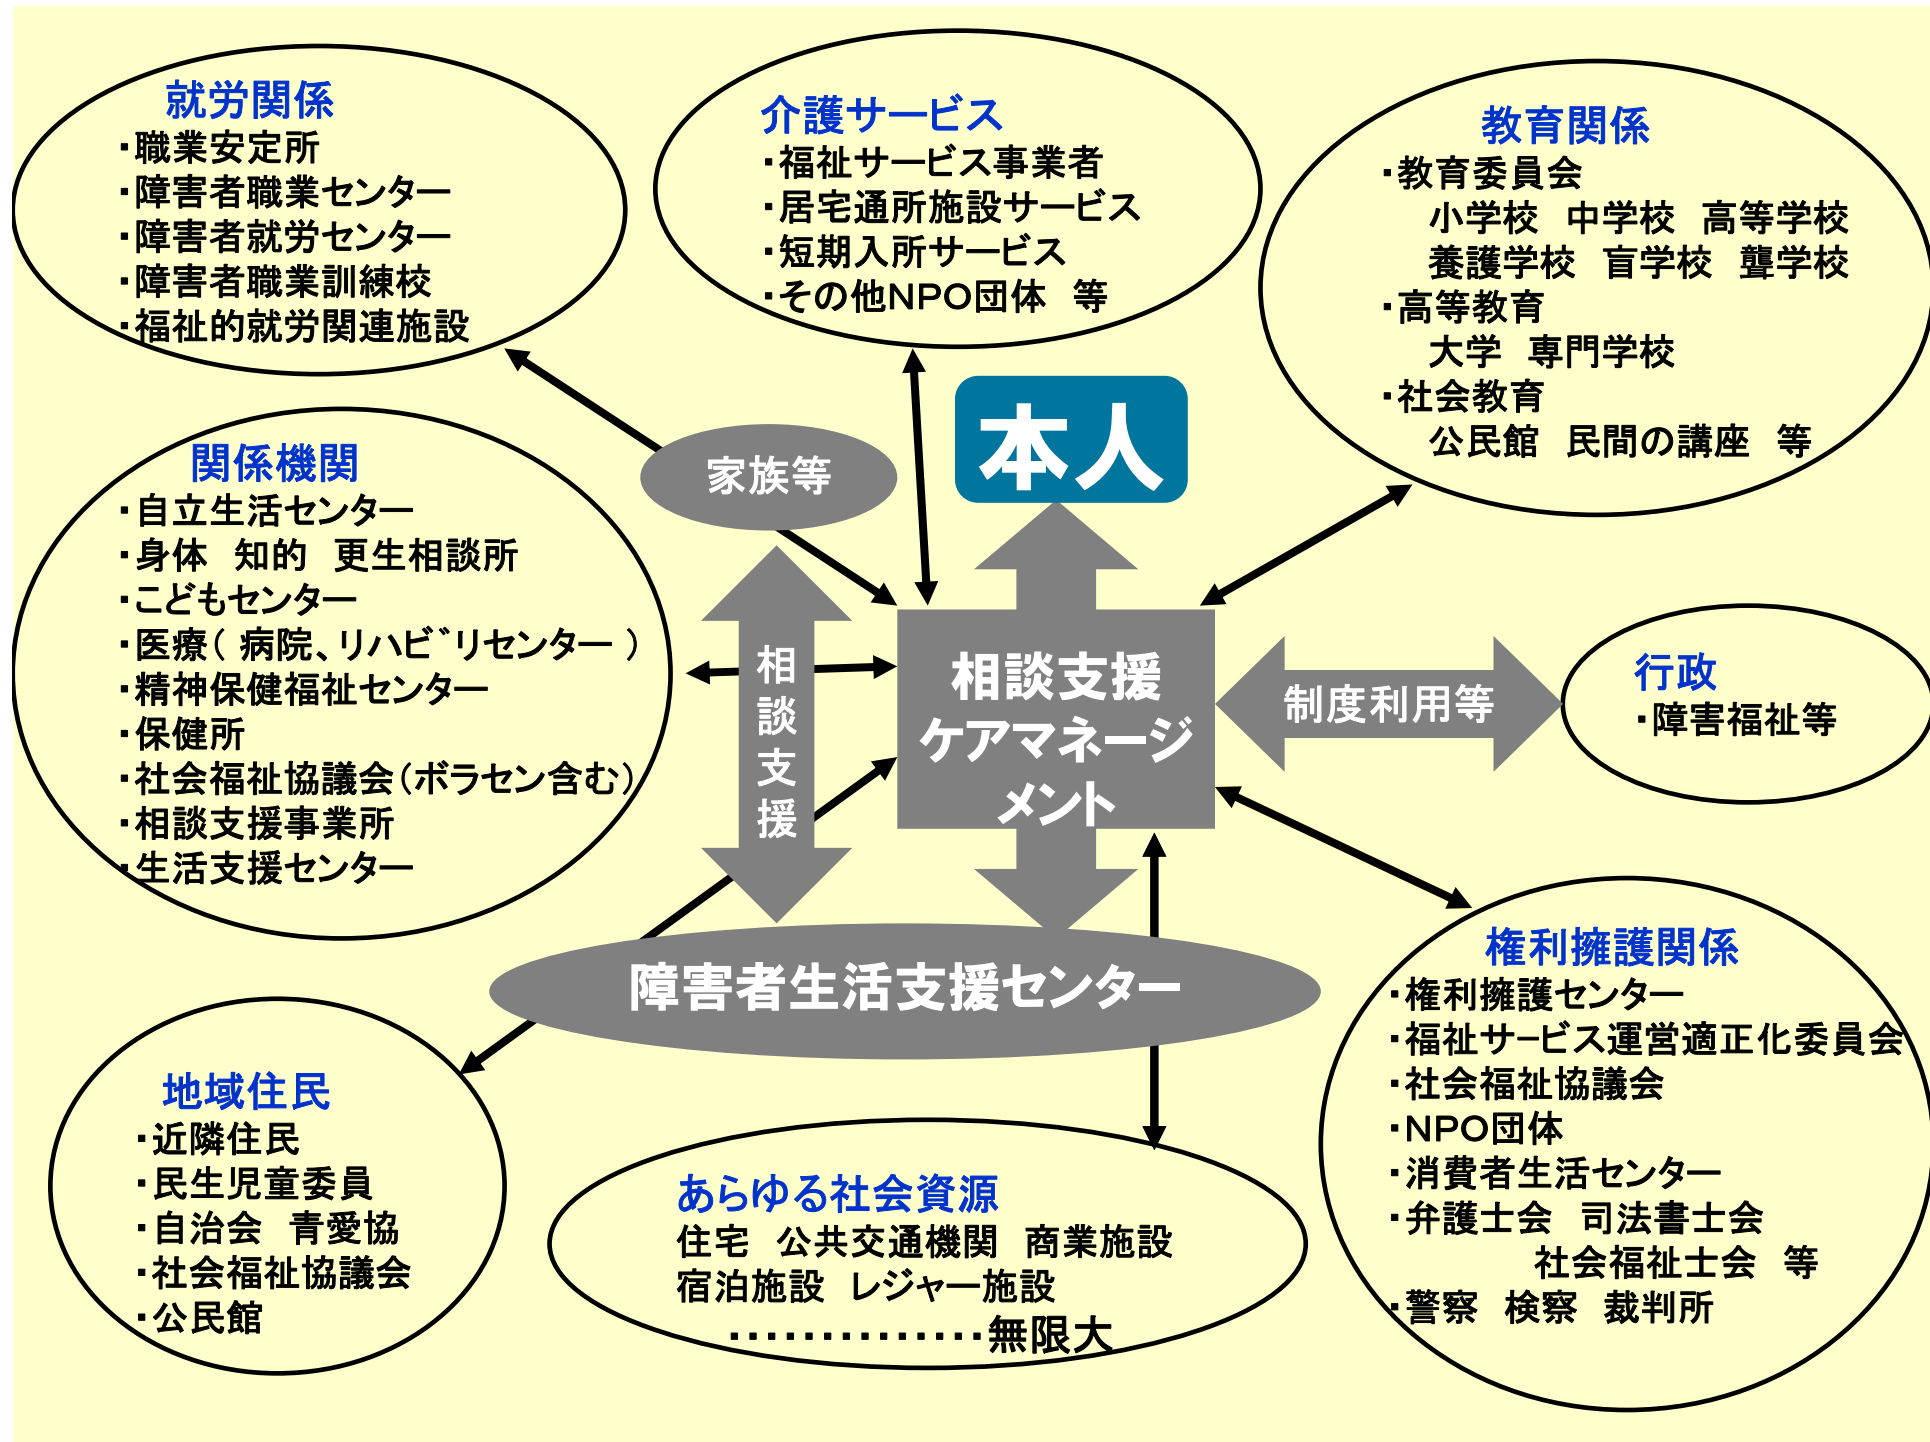 就労関係
・職業安定所
・障害者職業センター
・障害者就労センター
・障害者職業訓練校
・福祉的就労関連施設
介護サービス
・福祉サービス事業者
・居宅通所施設サービス
・短期入所サービス
・その他NPO団体　等
教育関係
・教育委員会
小学校　中学校　高等学校
養護学校　盲学校　聾学校
・高等教育
大学　専門学校
・社会教育
公民館　民間の講座　等
本人
家族等
関係機関
・自立生活センター
・身体　知的　更生相談所
・こどもセンター
・医療（ 病院、リハビ゛リセンター ）
・精神保健福祉センター
・保健所
・社会福祉協議会（ボラセン含む）
・相談支援事業所
・生活支援センター
相談支援
相談支援
ケアマネージ
メント
制度利用等
行政
・障害福祉等
障害者生活支援センター
権利擁護関係
・権利擁護センター
・福祉サービス運営適正化委員会
・社会福祉協議会
・NPO団体
・消費者生活センター
・弁護士会　司法書士会
社会福祉士会　等
・警察　検察　裁判所
地域住民
・近隣住民
・民生児童委員
・自治会　青愛協
・社会福祉協議会
・公民館
あらゆる社会資源
住宅　公共交通機関　商業施設
宿泊施設　レジャー施設
・・・・・・・・・・・・・・無限大